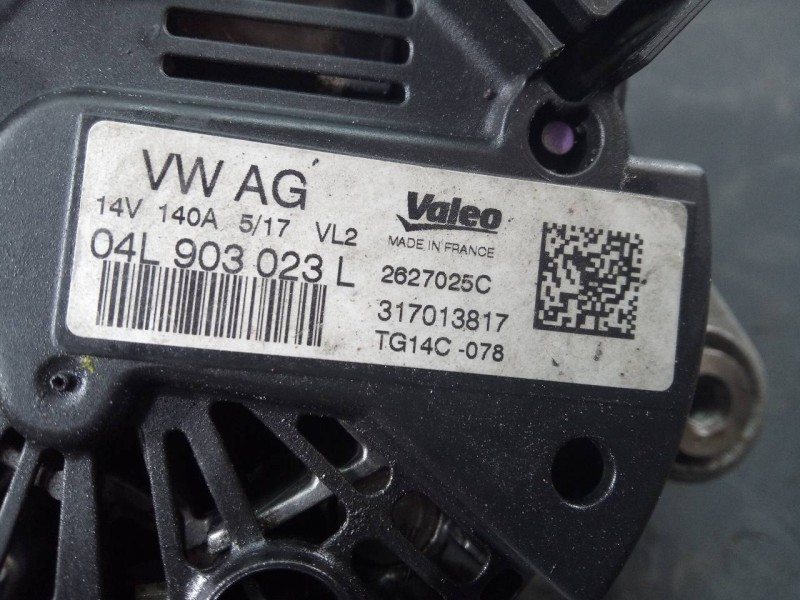 VW AG
14V 140A 5/17 VL2
04L 903 023 L
Valeo
MADE IN FRANCE
2627025C
317013817
TG14C -078